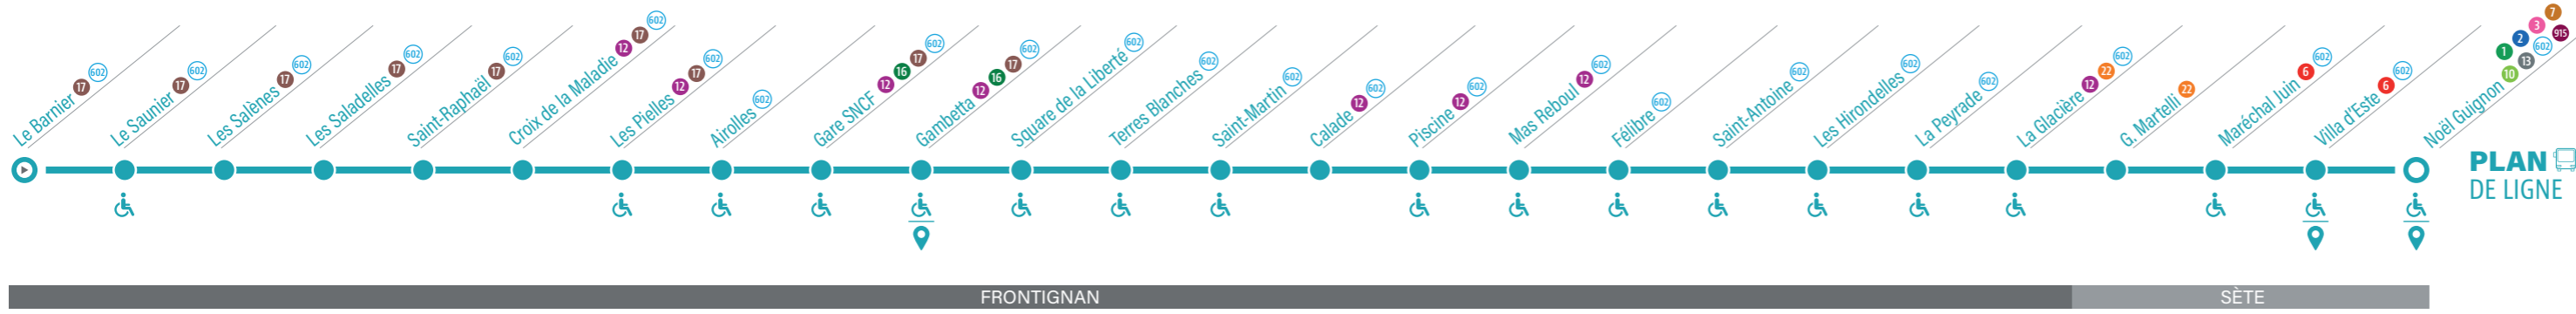 Le Barnier 17 602
Le Saunier 17 602
Les Salènes 17 602
Les Saladelles 17 602
Saint-Raphaël 17 602
Croix de la Maladie 12 17 602
Les Pielles 12 17 602
Airolles 602
Gare SNCF 12 16 17 602
Gambetta 12 16 17 602
Square de la Liberté 602
Terres Blanches 602
Saint-Martin 602
Calade 12 602
Piscine 12 602
Mas Reboul 12 602
Félibre 602
Saint-Antoine 602
Les Hirondelles 602
La Peyrade 602
La Glacière 12 22 602
G. Martelli 22
Maréchal Juin 6 602
Villa d'Este 6 602
Noël Guignon 1 2 3 7
10 13 602 915
PLAN
DE LIGNE
FRONTIGNAN
SÈTE